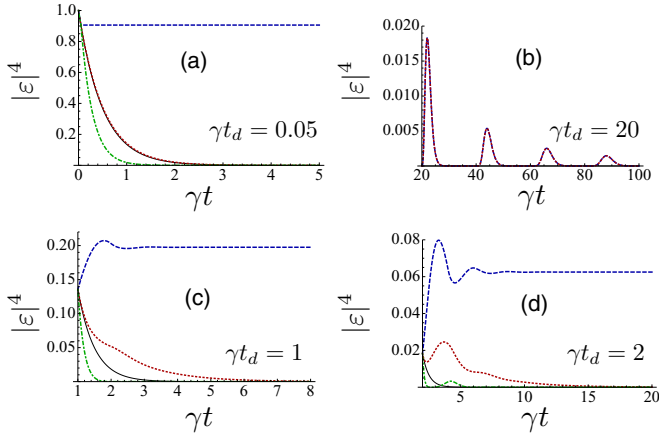 1.0
0.8
0.6
0.4
0.2
|ε|⁴
(a)
γt_d = 0.05
0 1 2 3 4 5
γt
0.020
0.015
0.010
0.005
|ε|⁴
(b)
γt_d = 20
20 40 60 80 100
γt
0.20
0.15
0.10
0.05
|ε|⁴
(c)
γt_d = 1
1 2 3 4 5 6 7 8
γt
0.08
0.06
0.04
0.02
|ε|⁴
(d)
γt_d = 2
5 10 15 20
γt